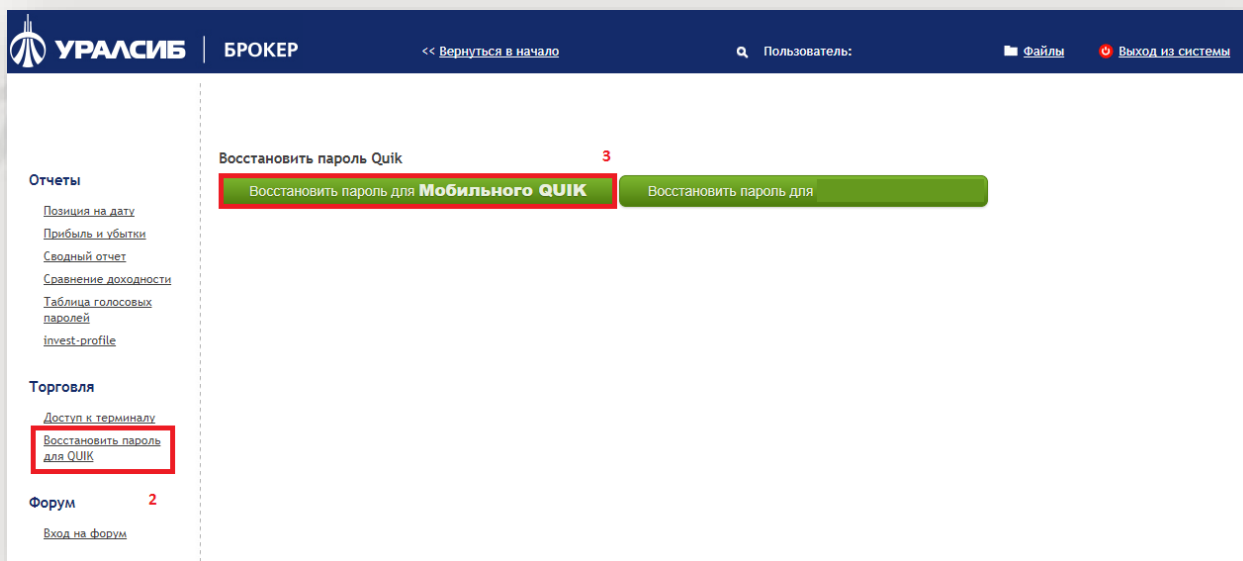 УРАЛСИБ | БРОКЕР << Вернуться в начало Пользователь: Файлы Выход из системы
Восстановить пароль Quik 3
Восстановить пароль для Мобильного QUIK Восстановить пароль для
Отчеты
Позиция на дату
Прибыль и убытки
Сводный отчет
Сравнение доходности
Таблица голосовых
паролей
invest-profile
Торговля
Доступ к терминалу
Восстановить пароль
для QUIK
2
Форум
Вход на форум